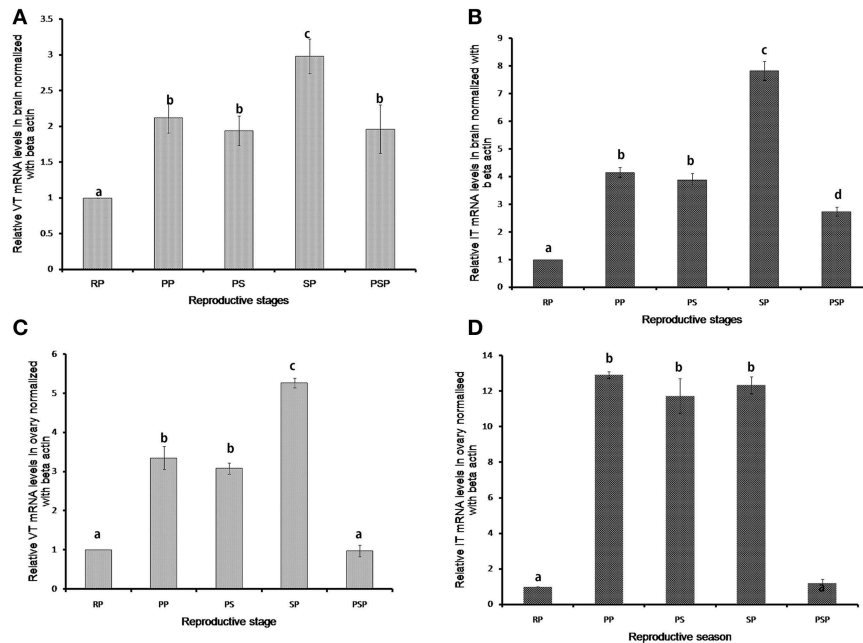 A
Relative VT mRNA levels in brain normalized
with beta actin
3.5
3
2.5
2
1.5
1
0.5
0
a
b
b
c
b
RP PP PS SP PSP
Reproductive stages
B
Relative IT mRNA levels in brain normalized with
b eta actin
9
8
7
6
5
4
3
2
1
0
a
b
b
c
d
RP PP PS SP PSP
Reproductive stages
C
Relative VT mRNA levels in ovary normalized
with beta actin
6
5
4
3
2
1
0
a
b
b
c
a
RP PP PS SP PSP
Reproductive stage
D
Relative IT mRNA levels in ovary normalised
with beta actin
14
12
10
8
6
4
2
0
a
b
b
b
a
RP PP PS SP PSP
Reproductive season